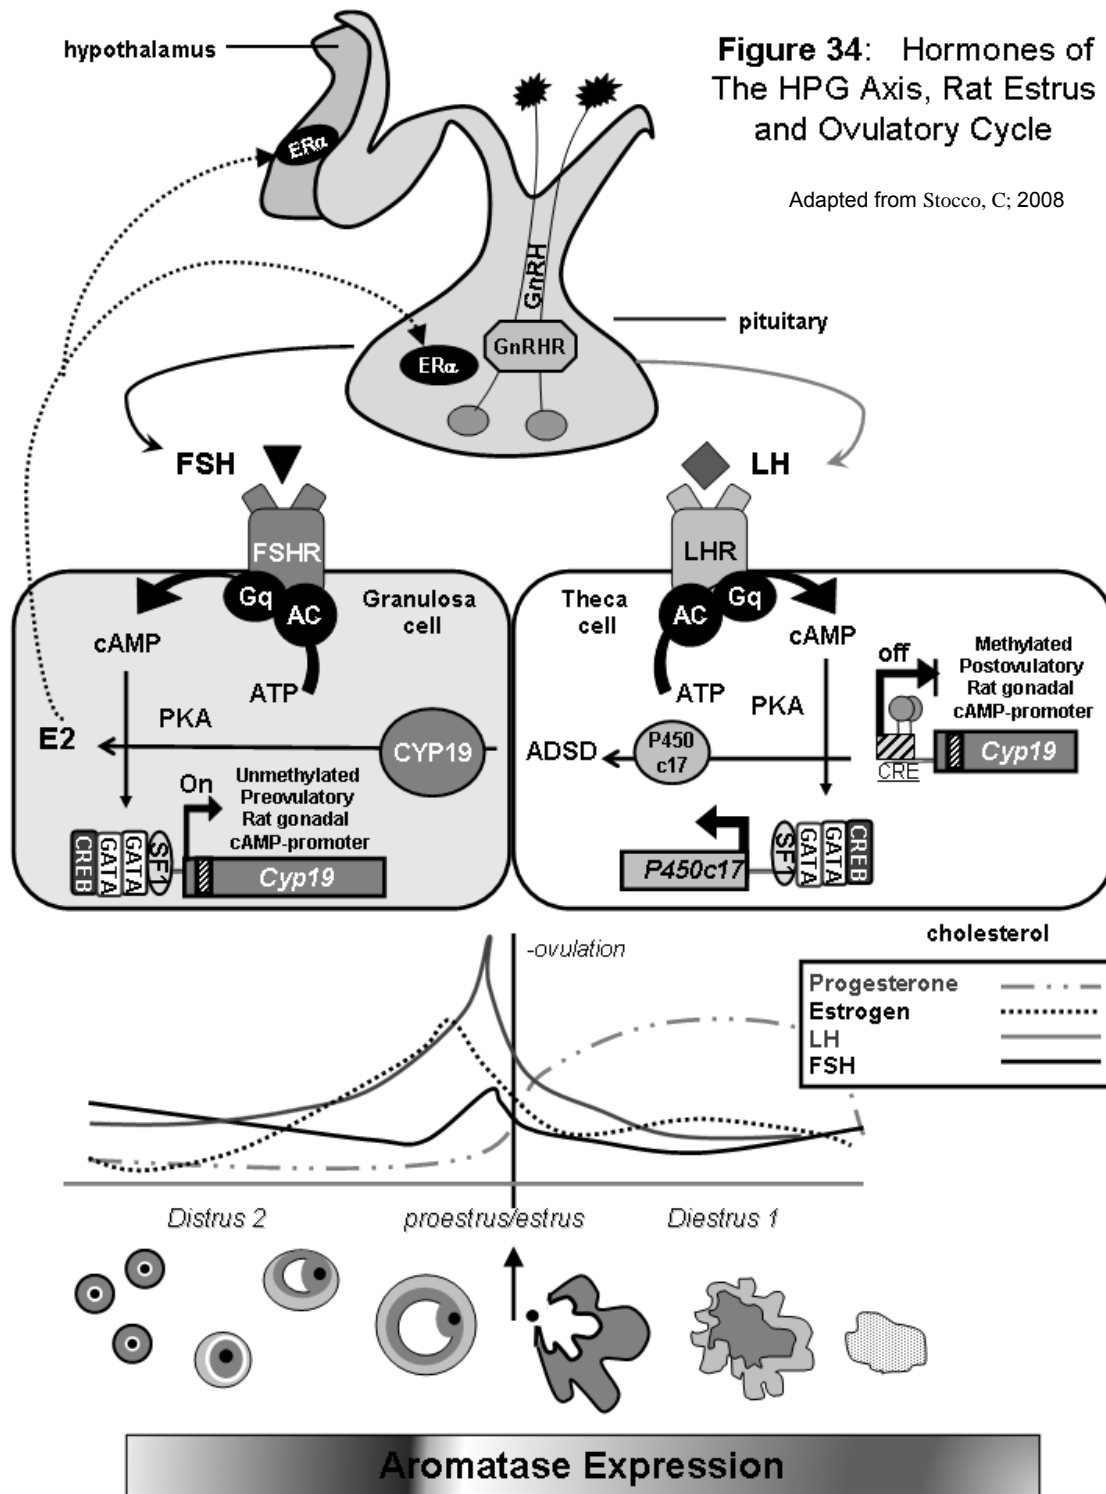 hypothalamus
Figure 34: Hormones of
The HPG Axis, Rat Estrus
and Ovulatory Cycle
Adapted from Stocco, C; 2008
ERα
GnRH
pituitary
GnRHR
ERα
FSH
LH
FSHR
LHR
Gq
AC
Granulosa
cell
Theca
cell
AC
Gq
cAMP
ATP
PKA
E2
CYP19
On
Unmethylated
Preovulatory
Rat gonadal
cAMP-promoter
CREB
GATA
GATA
SF1
Cyp19
cAMP
ATP
PKA
off
Methylated
Postovulatory
Rat gonadal
cAMP-promoter
ADSD
P450
c17
CRE
Cyp19
P450c17
SF1
GATA
GATA
CREB
cholesterol
-ovulation
Progesterone
Estrogen
LH
FSH
Distrus 2
proestrus/estrus
Diestrus 1
Aromatase Expression